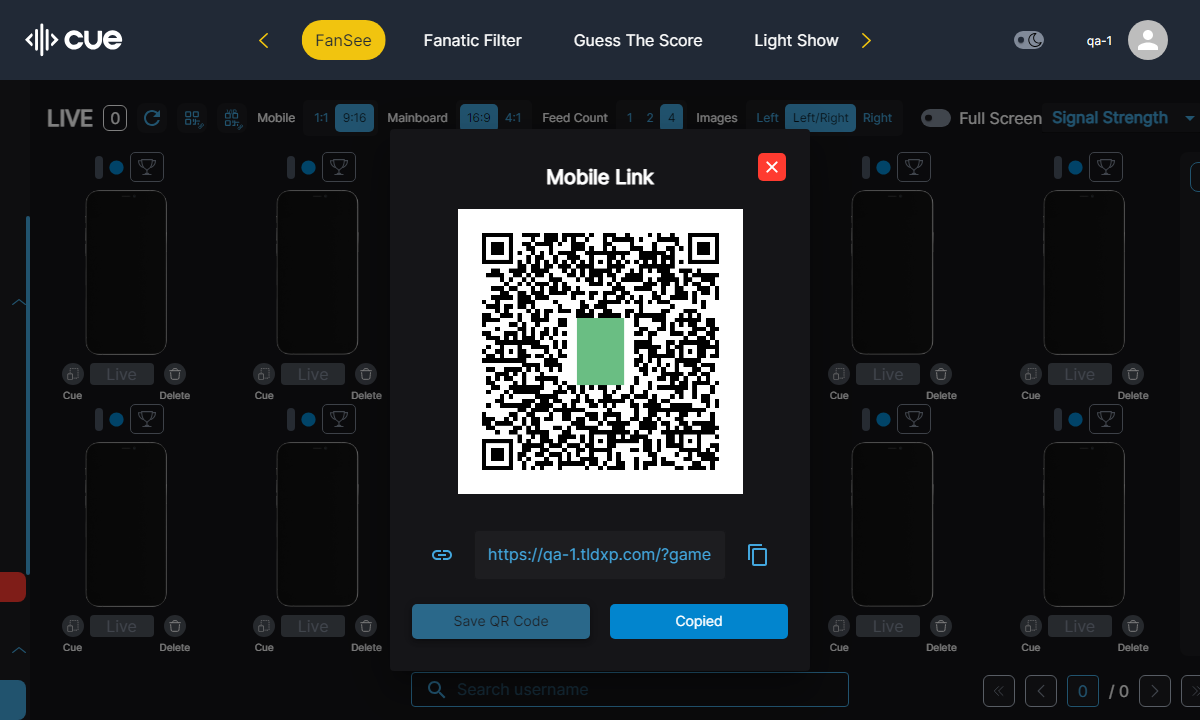 cue
FanSee
Fanatic Filter
Guess The Score
Light Show
qa-1
LIVE 0
Mobile 1:1 9:16
Mainboard 16:9 4:1
Feed Count 1 2 4
Images Left Left/Right Right
Full Screen
Signal Strength
Mobile Link
Live Live Live Live
Cue Delete Cue Delete Cue Delete Cue Delete
https://qa-1.tldxp.com/?game
Save QR Code
Copied
Live Live Live Live
Cue Delete Cue Delete Cue Delete Cue Delete
Search username
0 / 0